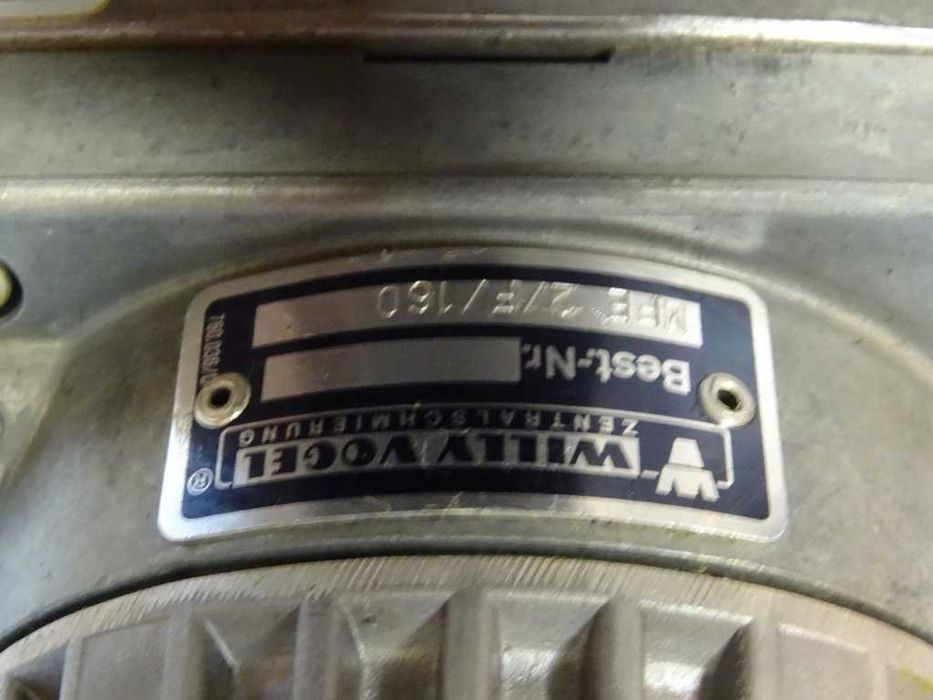 WILLY VOGEL
ZENTRALSCHMIERUNG
®
Best.-Nr.
MFE 2/F/160